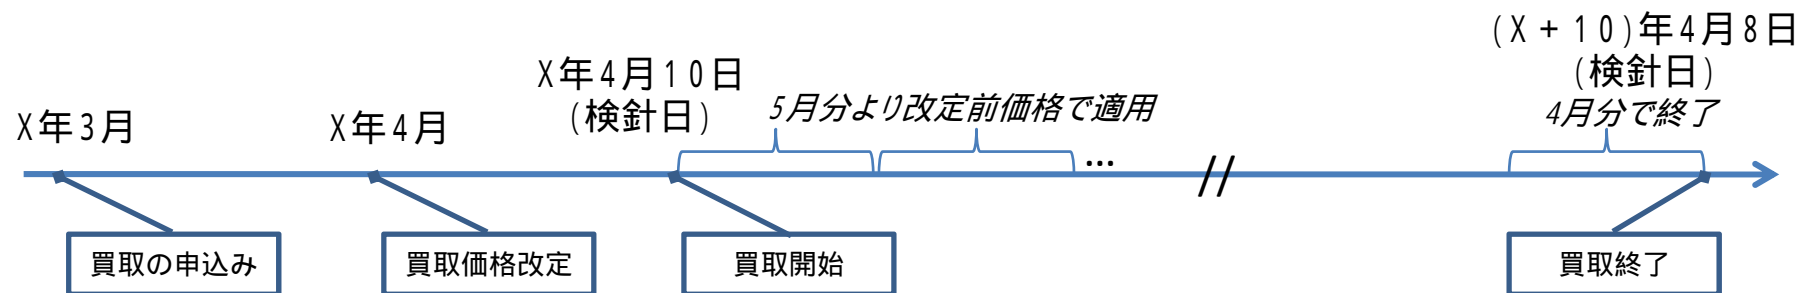 X年3月
買取の申込み
X年4月
買取価格改定
X年4月10日
(検針日)
買取開始
5月分より改定前価格で適用
…
(X+10)年4月8日
(検針日)
4月分で終了
買取終了